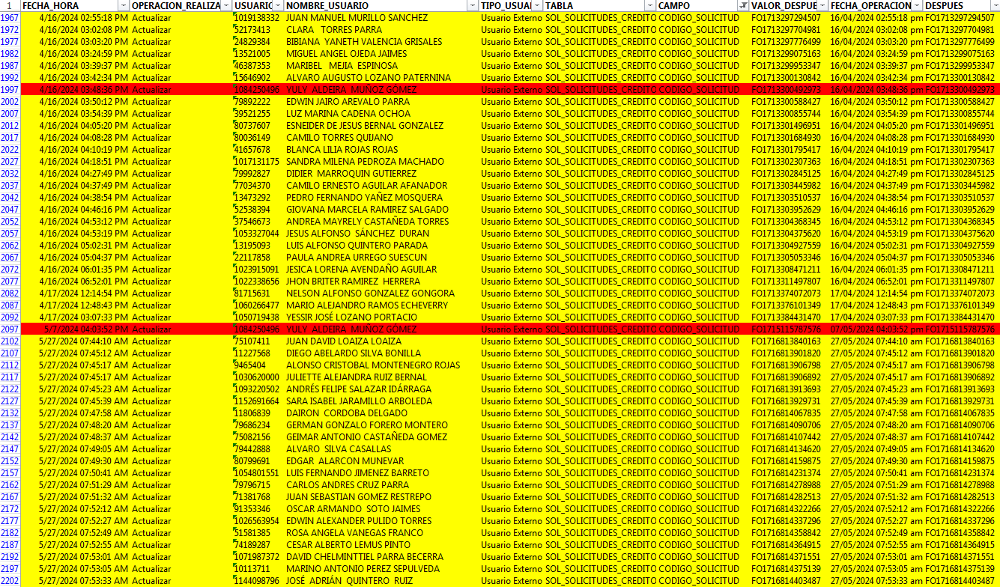 1 FECHA_HORA OPERACION_REALIZA USUARIO NOMBRE_USUARIO TIPO_USUAR TABLA CAMPO VALOR_DESPUE FECHA_OPERACION DESPUES
1967 4/16/2024 02:55:18 PM Actualizar 1019138332 JUAN MANUEL MURILLO SANCHEZ Usuario Externo SOL_SOLICITUDES_CREDITO CODIGO_SOLICITUD FO1713297294507 16/04/2024 02:55:18 pm FO1713297294507
1972 4/16/2024 03:02:08 PM Actualizar 52173413 CLARA TORRES PARRA Usuario Externo SOL_SOLICITUDES_CREDITO CODIGO_SOLICITUD FO1713297704981 16/04/2024 03:02:08 pm FO1713297704981
1977 4/16/2024 03:03:20 PM Actualizar 24829384 BIBIANA YANETH VALENCIA GRISALES Usuario Externo SOL_SOLICITUDES_CREDITO CODIGO_SOLICITUD FO1713297776499 16/04/2024 03:03:20 pm FO1713297776499
1982 4/16/2024 03:24:59 PM Actualizar 13521005 MIGUEL ANGEL OJEDA JAIMES Usuario Externo SOL_SOLICITUDES_CREDITO CODIGO_SOLICITUD FO1713299075163 16/04/2024 03:24:59 pm FO1713299075163
1987 4/16/2024 03:39:37 PM Actualizar 46387353 MARIBEL MEJIA ESPINOSA Usuario Externo SOL_SOLICITUDES_CREDITO CODIGO_SOLICITUD FO1713299953347 16/04/2024 03:39:37 pm FO1713299953347
1992 4/16/2024 03:42:34 PM Actualizar 15646902 ALVARO AUGUSTO LOZANO PATERNINA Usuario Externo SOL_SOLICITUDES_CREDITO CODIGO_SOLICITUD FO1713300130842 16/04/2024 03:42:34 pm FO1713300130842
1997 4/16/2024 03:48:36 PM Actualizar 1084250496 YULY ALDEIRA MUÑOZ GÓMEZ Usuario Externo SOL_SOLICITUDES_CREDITO CODIGO_SOLICITUD FO1713300492973 16/04/2024 03:48:36 pm FO1713300492973
2002 4/16/2024 03:50:12 PM Actualizar 79892222 EDWIN JAIRO AREVALO PARRA Usuario Externo SOL_SOLICITUDES_CREDITO CODIGO_SOLICITUD FO1713300588427 16/04/2024 03:50:12 pm FO1713300588427
2007 4/16/2024 03:54:39 PM Actualizar 39521255 LUZ MARINA CADENA OCHOA Usuario Externo SOL_SOLICITUDES_CREDITO CODIGO_SOLICITUD FO1713300855744 16/04/2024 03:54:39 pm FO1713300855744
2012 4/16/2024 04:05:20 PM Actualizar 80737607 ESNEIDER DE JESUS BERNAL GONZALEZ Usuario Externo SOL_SOLICITUDES_CREDITO CODIGO_SOLICITUD FO1713301496951 16/04/2024 04:05:20 pm FO1713301496951
2017 4/16/2024 04:08:28 PM Actualizar 80036149 CAMILO TORRES QUIJANO Usuario Externo SOL_SOLICITUDES_CREDITO CODIGO_SOLICITUD FO1713301684930 16/04/2024 04:08:28 pm FO1713301684930
2022 4/16/2024 04:10:19 PM Actualizar 41657678 BLANCA LILIA ROJAS ROJAS Usuario Externo SOL_SOLICITUDES_CREDITO CODIGO_SOLICITUD FO1713301795417 16/04/2024 04:10:19 pm FO1713301795417
2027 4/16/2024 04:18:51 PM Actualizar 1017131175 SANDRA MILENA PEDROZA MACHADO Usuario Externo SOL_SOLICITUDES_CREDITO CODIGO_SOLICITUD FO1713302307363 16/04/2024 04:18:51 pm FO1713302307363
2032 4/16/2024 04:27:49 PM Actualizar 79992827 DIDIER MARROQUIN GUTIERREZ Usuario Externo SOL_SOLICITUDES_CREDITO CODIGO_SOLICITUD FO1713302845125 16/04/2024 04:27:49 pm FO1713302845125
2037 4/16/2024 04:37:49 PM Actualizar 77034370 CAMILO ERNESTO AGUILAR AFANADOR Usuario Externo SOL_SOLICITUDES_CREDITO CODIGO_SOLICITUD FO1713303445982 16/04/2024 04:37:49 pm FO1713303445982
2042 4/16/2024 04:38:54 PM Actualizar 13473292 PEDRO FERNANDO YAÑEZ MOSQUERA Usuario Externo SOL_SOLICITUDES_CREDITO CODIGO_SOLICITUD FO1713303510537 16/04/2024 04:38:54 pm FO1713303510537
2047 4/16/2024 04:46:16 PM Actualizar 52538394 GIOVANA MARCELA RAMIREZ SALGADO Usuario Externo SOL_SOLICITUDES_CREDITO CODIGO_SOLICITUD FO1713303952629 16/04/2024 04:46:16 pm FO1713303952629
2052 4/16/2024 04:53:12 PM Actualizar 37546673 ANDREA MAYRELY CASTAÑEDA TORRES Usuario Externo SOL_SOLICITUDES_CREDITO CODIGO_SOLICITUD FO1713304368345 16/04/2024 04:53:12 pm FO1713304368345
2057 4/16/2024 04:53:19 PM Actualizar 1053327044 JESUS ALFONSO SÁNCHEZ DURAN Usuario Externo SOL_SOLICITUDES_CREDITO CODIGO_SOLICITUD FO1713304375620 16/04/2024 04:53:19 pm FO1713304375620
2062 4/16/2024 05:02:31 PM Actualizar 13195093 LUIS ALFONSO QUINTERO PARADA Usuario Externo SOL_SOLICITUDES_CREDITO CODIGO_SOLICITUD FO1713304927559 16/04/2024 05:02:31 pm FO1713304927559
2067 4/16/2024 05:04:37 PM Actualizar 22117858 PAULA ANDREA URREGO SUESCUN Usuario Externo SOL_SOLICITUDES_CREDITO CODIGO_SOLICITUD FO1713305053346 16/04/2024 05:04:37 pm FO1713305053346
2072 4/16/2024 06:01:35 PM Actualizar 1023915091 JESICA LORENA AVENDAÑO AGUILAR Usuario Externo SOL_SOLICITUDES_CREDITO CODIGO_SOLICITUD FO1713308471211 16/04/2024 06:01:35 pm FO1713308471211
2077 4/16/2024 06:52:01 PM Actualizar 1022338656 JHON BRITER RAMIREZ HERRERA Usuario Externo SOL_SOLICITUDES_CREDITO CODIGO_SOLICITUD FO1713311497807 16/04/2024 06:52:01 pm FO1713311497807
2082 4/17/2024 12:14:54 PM Actualizar 81715631 NELSON ALFONSO GONZALEZ GONGORA Usuario Externo SOL_SOLICITUDES_CREDITO CODIGO_SOLICITUD FO1713374072073 17/04/2024 12:14:54 pm FO1713374072073
2087 4/17/2024 12:48:43 PM Actualizar 1060266477 MARIO ALEJANDRO RAMOS ECHEVERRY Usuario Externo SOL_SOLICITUDES_CREDITO CODIGO_SOLICITUD FO1713376101349 17/04/2024 12:48:43 pm FO1713376101349
2092 4/17/2024 03:07:33 PM Actualizar 1050719438 YESSIR JOSÉ LOZANO PORTACIO Usuario Externo SOL_SOLICITUDES_CREDITO CODIGO_SOLICITUD FO1713384431470 17/04/2024 03:07:33 pm FO1713384431470
2097 5/7/2024 04:03:52 PM Actualizar 1084250496 YULY ALDEIRA MUÑOZ GÓMEZ Usuario Externo SOL_SOLICITUDES_CREDITO CODIGO_SOLICITUD FO1715115787576 07/05/2024 04:03:52 pm FO1715115787576
2102 5/27/2024 07:44:10 AM Actualizar 75107411 JUAN DAVID LOAIZA LOAIZA Usuario Externo SOL_SOLICITUDES_CREDITO CODIGO_SOLICITUD FO1716813840163 27/05/2024 07:44:10 am FO1716813840163
2107 5/27/2024 07:45:12 AM Actualizar 11227568 DIEGO ABELARDO SILVA BONILLA Usuario Externo SOL_SOLICITUDES_CREDITO CODIGO_SOLICITUD FO1716813901820 27/05/2024 07:45:12 am FO1716813901820
2112 5/27/2024 07:45:17 AM Actualizar 9465404 ALONSO CRISTOBAL MONTENEGRO ROJAS Usuario Externo SOL_SOLICITUDES_CREDITO CODIGO_SOLICITUD FO1716813906798 27/05/2024 07:45:17 am FO1716813906798
2117 5/27/2024 07:45:17 AM Actualizar 1030620000 JULIETTE ALEJANDRA RUIZ BERNAL Usuario Externo SOL_SOLICITUDES_CREDITO CODIGO_SOLICITUD FO1716813906892 27/05/2024 07:45:17 am FO1716813906892
2122 5/27/2024 07:45:23 AM Actualizar 1093220502 ANDRÉS FELIPE SALAZAR IDÁRRAGA Usuario Externo SOL_SOLICITUDES_CREDITO CODIGO_SOLICITUD FO1716813913693 27/05/2024 07:45:23 am FO1716813913693
2127 5/27/2024 07:45:39 AM Actualizar 1152691664 SARA ISABEL JARAMILLO ARBOLEDA Usuario Externo SOL_SOLICITUDES_CREDITO CODIGO_SOLICITUD FO1716813929731 27/05/2024 07:45:39 am FO1716813929731
2132 5/27/2024 07:47:58 AM Actualizar 11806839 DAIRON CORDOBA DELGADO Usuario Externo SOL_SOLICITUDES_CREDITO CODIGO_SOLICITUD FO1716814067835 27/05/2024 07:47:58 am FO1716814067835
2137 5/27/2024 07:48:20 AM Actualizar 79686234 GERMAN GONZALO FORERO MONTERO Usuario Externo SOL_SOLICITUDES_CREDITO CODIGO_SOLICITUD FO1716814090706 27/05/2024 07:48:20 am FO1716814090706
2142 5/27/2024 07:48:37 AM Actualizar 75082156 GEIMAR ANTONIO CASTAÑEDA GOMEZ Usuario Externo SOL_SOLICITUDES_CREDITO CODIGO_SOLICITUD FO1716814107442 27/05/2024 07:48:37 am FO1716814107442
2147 5/27/2024 07:49:05 AM Actualizar 79442888 ALVARO SILVA CASALLAS Usuario Externo SOL_SOLICITUDES_CREDITO CODIGO_SOLICITUD FO1716814134620 27/05/2024 07:49:05 am FO1716814134620
2152 5/27/2024 07:49:30 AM Actualizar 80799691 EDGAR ALARCON MUNEVAR Usuario Externo SOL_SOLICITUDES_CREDITO CODIGO_SOLICITUD FO1716814159875 27/05/2024 07:49:30 am FO1716814159875
2157 5/27/2024 07:50:41 AM Actualizar 1054801551 LUIS FERNANDO JIMENEZ BARRETO Usuario Externo SOL_SOLICITUDES_CREDITO CODIGO_SOLICITUD FO1716814231374 27/05/2024 07:50:41 am FO1716814231374
2162 5/27/2024 07:51:29 AM Actualizar 79796715 CARLOS ANDRES CRUZ PARRA Usuario Externo SOL_SOLICITUDES_CREDITO CODIGO_SOLICITUD FO1716814278988 27/05/2024 07:51:29 am FO1716814278988
2167 5/27/2024 07:51:32 AM Actualizar 71381768 JUAN SEBASTIAN GOMEZ RESTREPO Usuario Externo SOL_SOLICITUDES_CREDITO CODIGO_SOLICITUD FO1716814282513 27/05/2024 07:51:32 am FO1716814282513
2172 5/27/2024 07:52:12 AM Actualizar 91353346 OSCAR ARMANDO SOTO JAIMES Usuario Externo SOL_SOLICITUDES_CREDITO CODIGO_SOLICITUD FO1716814322266 27/05/2024 07:52:12 am FO1716814322266
2177 5/27/2024 07:52:27 AM Actualizar 1026563954 EDWIN ALEXANDER PULIDO TORRES Usuario Externo SOL_SOLICITUDES_CREDITO CODIGO_SOLICITUD FO1716814337296 27/05/2024 07:52:27 am FO1716814337296
2182 5/27/2024 07:52:49 AM Actualizar 51581385 ROSA ANGELA VANEGAS FRANCO Usuario Externo SOL_SOLICITUDES_CREDITO CODIGO_SOLICITUD FO1716814358842 27/05/2024 07:52:49 am FO1716814358842
2187 5/27/2024 07:52:55 AM Actualizar 74189287 CESAR ALBERTO LEMUS PINTO Usuario Externo SOL_SOLICITUDES_CREDITO CODIGO_SOLICITUD FO1716814364915 27/05/2024 07:52:55 am FO1716814364915
2192 5/27/2024 07:53:01 AM Actualizar 1071987372 DAVID CHELMINTTIEL PARRA BECERRA Usuario Externo SOL_SOLICITUDES_CREDITO CODIGO_SOLICITUD FO1716814371551 27/05/2024 07:53:01 am FO1716814371551
2197 5/27/2024 07:53:05 AM Actualizar 10113711 MARINO ANTONIO PEREZ SEPULVEDA Usuario Externo SOL_SOLICITUDES_CREDITO CODIGO_SOLICITUD FO1716814375139 27/05/2024 07:53:05 am FO1716814375139
2202 5/27/2024 07:53:33 AM Actualizar 1144098796 JOSÉ ADRIÁN QUINTERO RUIZ Usuario Externo SOL_SOLICITUDES_CREDITO CODIGO_SOLICITUD FO1716814403487 27/05/2024 07:53:33 am FO1716814403487